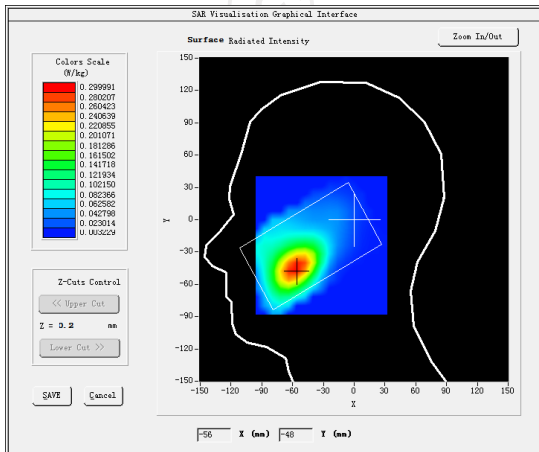 SAR Visualisation Graphical Interface
Surface Radiated Intensity
Zoom In/Out
Colors Scale
(W/kg)
0.299991
0.280207
0.260423
0.240639
0.220855
0.201071
0.181286
0.161502
0.141718
0.121934
0.102150
0.082366
0.062582
0.042798
0.023014
0.003229
Z-Cuts Control
<< Upper Cut
Z = 0.2 mm
Lower Cut >>
SAVE Cancel
150
120
90
60
30
0
-30
-60
-90
-120
-150
Y
-150 -120 -90 -60 -30 0 30 60 90 120 150
X
-56 X (mm) -48 Y (mm)